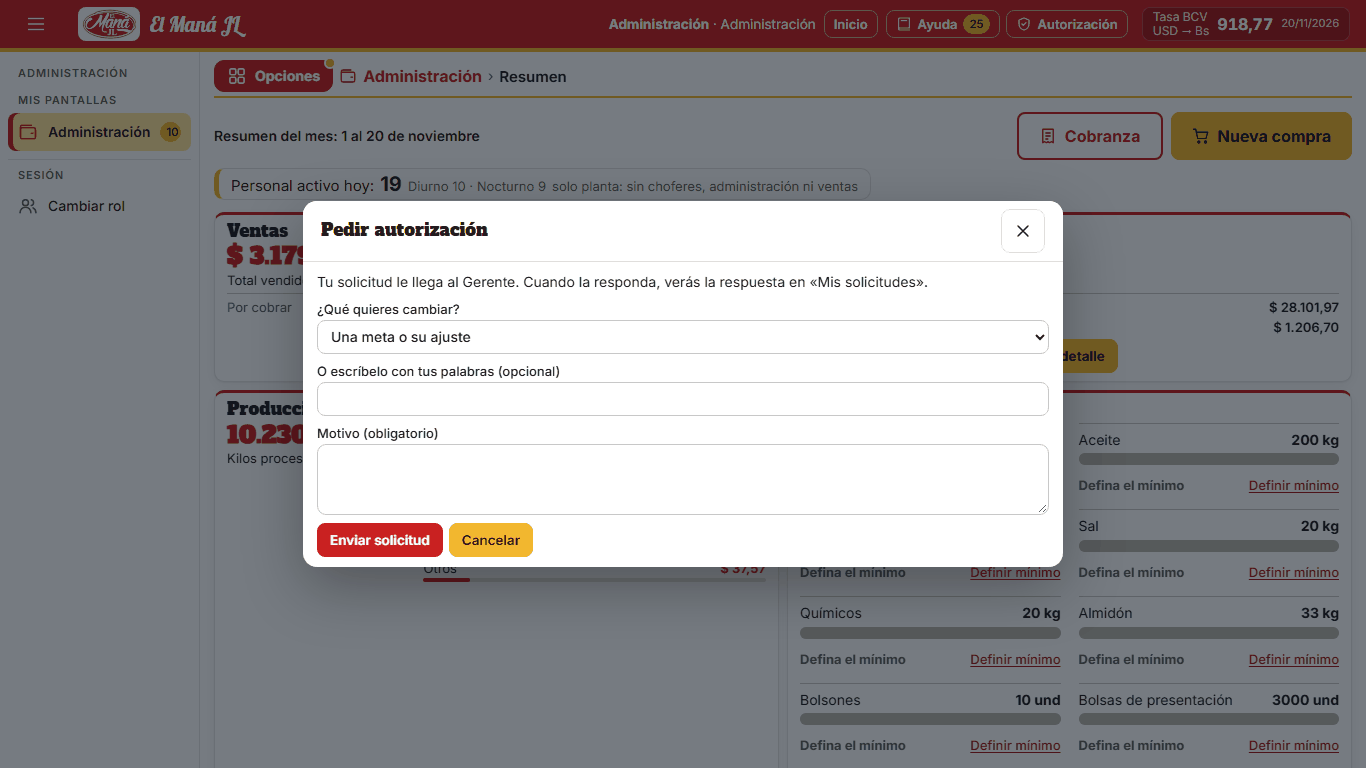 Maná
JL
El Maná JL
Administración · Administración
Inicio
Ayuda 25
Autorización
Tasa BCV
USD → Bs
918,77
20/11/2026
ADMINISTRACIÓN
MIS PANTALLAS
Administración 10
SESIÓN
Cambiar rol
Opciones
Administración › Resumen
Resumen del mes: 1 al 20 de noviembre
Cobranza
Nueva compra
Personal activo hoy: 19 Diurno 10 · Nocturno 9 solo planta: sin choferes, administración ni ventas
Ventas
$ 3.179
Total vendid
Por cobrar
$ 28.101,97
$ 1.206,70
detalle
Pedir autorización
Tu solicitud le llega al Gerente. Cuando la responda, verás la respuesta en «Mis solicitudes».
¿Qué quieres cambiar?
Una meta o su ajuste
O escríbelo con tus palabras (opcional)
Motivo (obligatorio)
Enviar solicitud
Cancelar
Producci
10.230
Kilos proces
Otros $ 37,57
Aceite 200 kg
Defina el mínimo Definir mínimo
Sal 20 kg
Defina el mínimo Definir mínimo
Defina el mínimo Definir mínimo
Químicos 20 kg
Defina el mínimo Definir mínimo
Almidón 33 kg
Defina el mínimo Definir mínimo
Bolsones 10 und
Defina el mínimo Definir mínimo
Bolsas de presentación 3000 und
Defina el mínimo Definir mínimo